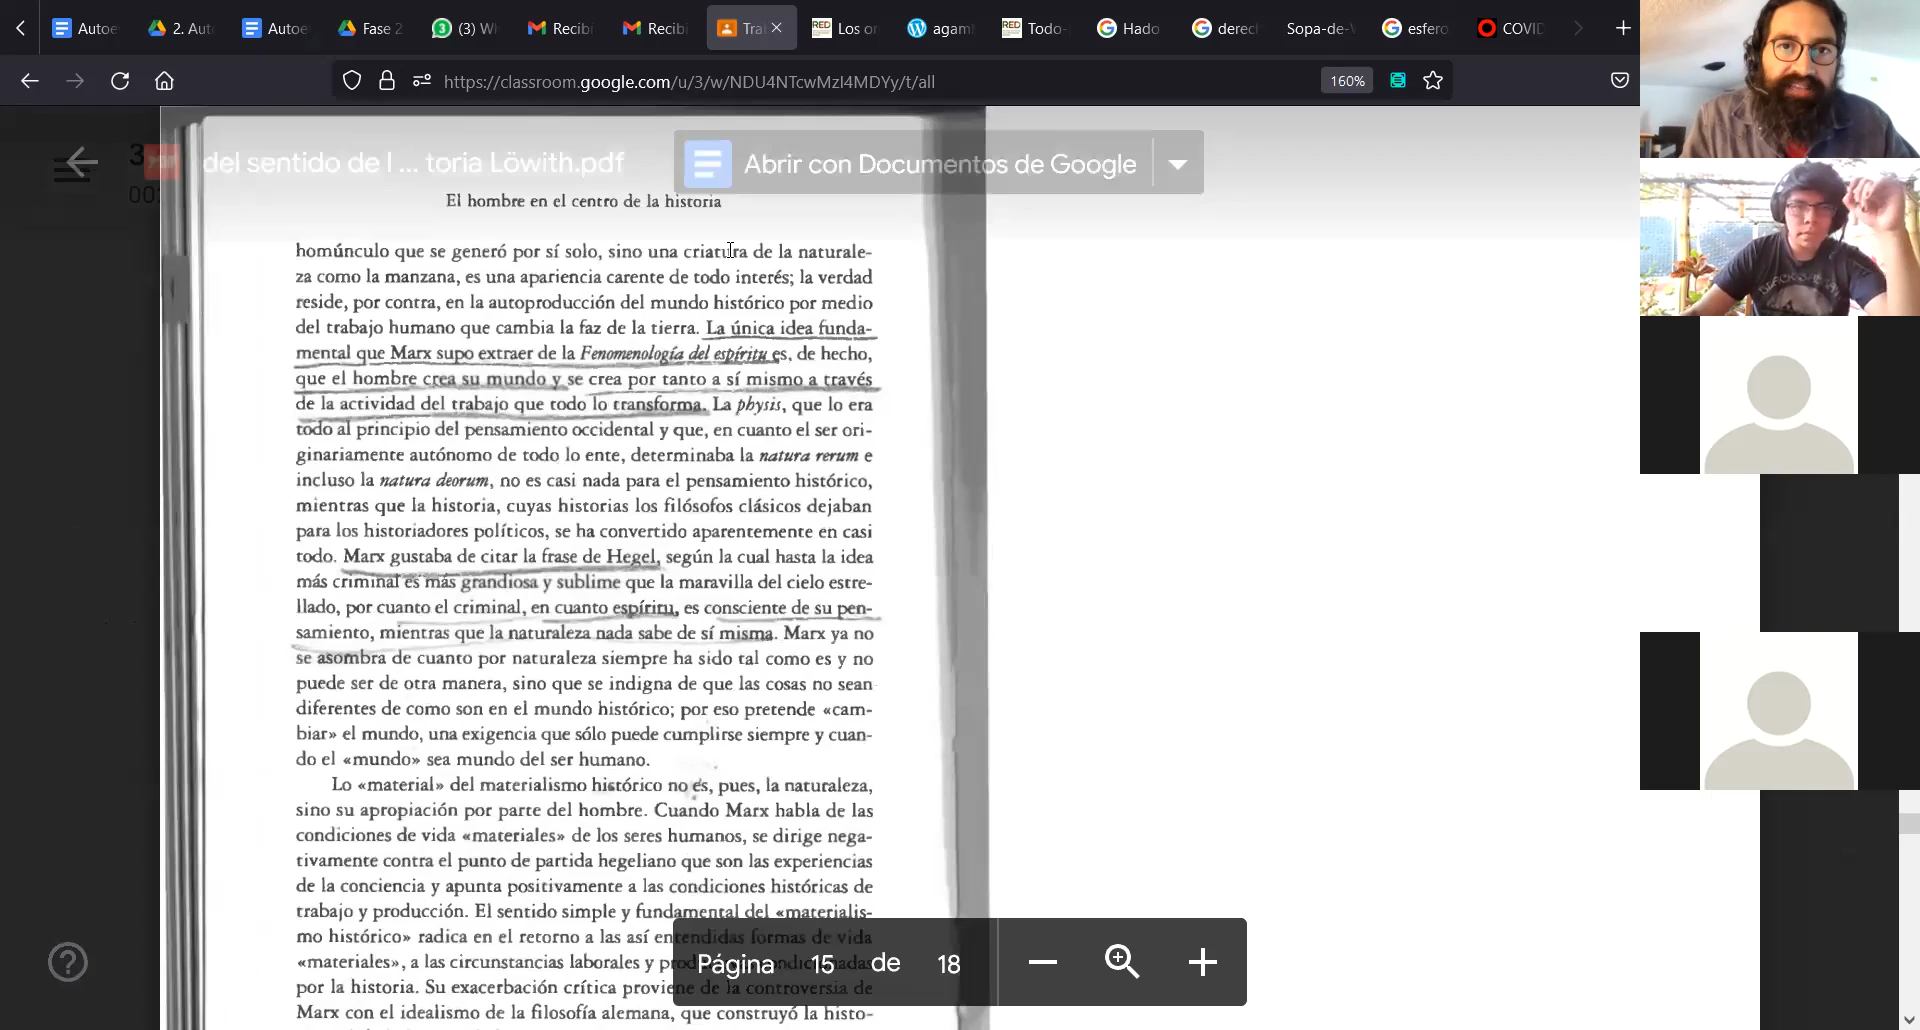 Autoe
2. Aut
Autoe
Fase 2
(3) W
Recibi
Recib
Tra
Los or
agam
Todo-
Hado
derec
Sopa-de-
esfero
COVI
https://classroom.google.com/u/3/w/NDU4NTcwMzI4MDYy/t/all
160%
del sentido de l ... toria Löwith.pdf
Abrir con Documentos de Google
El hombre en el centro de la historia
homúnculo que se generó por sí solo, sino una criatura de la naturale-
za como la manzana, es una apariencia carente de todo interés; la verdad
reside, por contra, en la autoproducción del mundo histórico por medio
del trabajo humano que cambia la faz de la tierra. La única idea funda-
mental que Marx supo extraer de la Fenomenología del espíritu es, de hecho,
que el hombre crea su mundo y se crea por tanto a sí mismo a través
de la actividad del trabajo que todo lo transforma. La physis, que lo era
todo al principio del pensamiento occidental y que, en cuanto el ser ori-
ginariamente autónomo de todo lo ente, determinaba la natura rerum e
incluso la natura deorum, no es casi nada para el pensamiento histórico,
mientras que la historia, cuyas historias los filósofos clásicos dejaban
para los historiadores políticos, se ha convertido aparentemente en casi
todo. Marx gustaba de citar la frase de Hegel, según la cual hasta la idea
más criminal es más grandiosa y sublime que la maravilla del cielo estre-
llado, por cuanto el criminal, en cuanto espíritu, es consciente de su pen-
samiento, mientras que la naturaleza nada sabe de sí misma. Marx ya no
se asombra de cuanto por naturaleza siempre ha sido tal como es y no
puede ser de otra manera, sino que se indigna de que las cosas no sean
diferentes de como son en el mundo histórico; por eso pretende «cam-
biar» el mundo, una exigencia que sólo puede cumplirse siempre y cuan-
do el «mundo» sea mundo del ser humano.
Lo «material» del materialismo histórico no es, pues, la naturaleza,
sino su apropiación por parte del hombre. Cuando Marx habla de las
condiciones de vida «materiales» de los seres humanos, se dirige nega-
tivamente contra el punto de partida hegeliano que son las experiencias
de la conciencia y apunta positivamente a las condiciones históricas de
trabajo y producción. El sentido simple y fundamental del «materialis-
mo histórico» radica en el retorno a las así entendidas formas de vida
«materiales», a las circunstancias laborales y
por la historia. Su exacerbación crítica proviene de la controversia de
Marx con el idealismo de la filosofía alemana, que construyó la histo-
Página 15 de 18